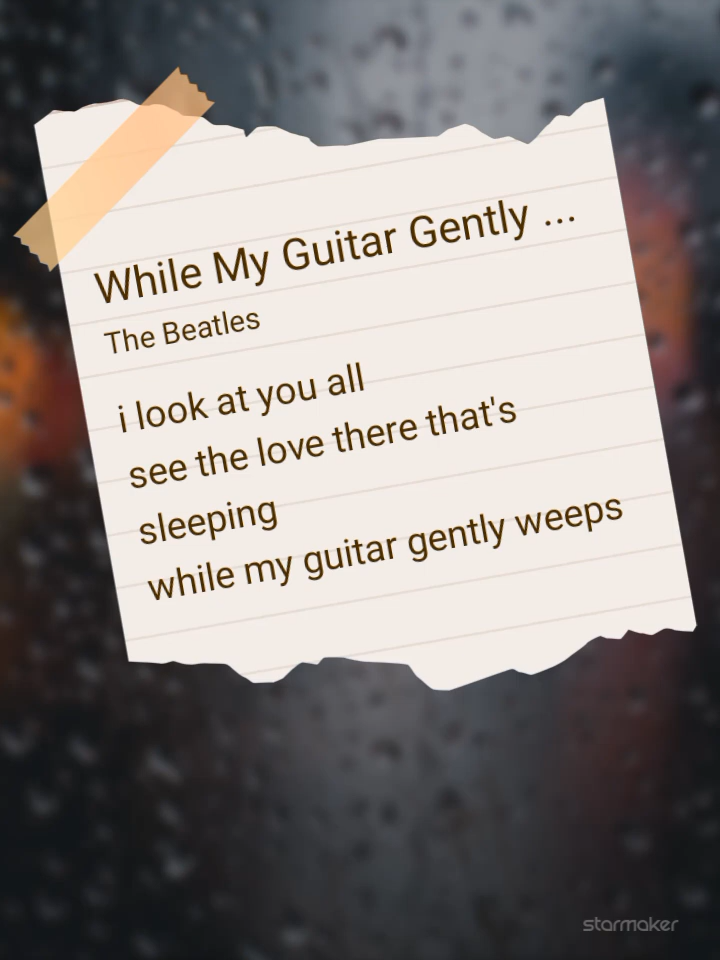 While My Guitar Gently ...
The Beatles
i look at you all
see the love there that's
sleeping
while my guitar gently weeps
starmaker